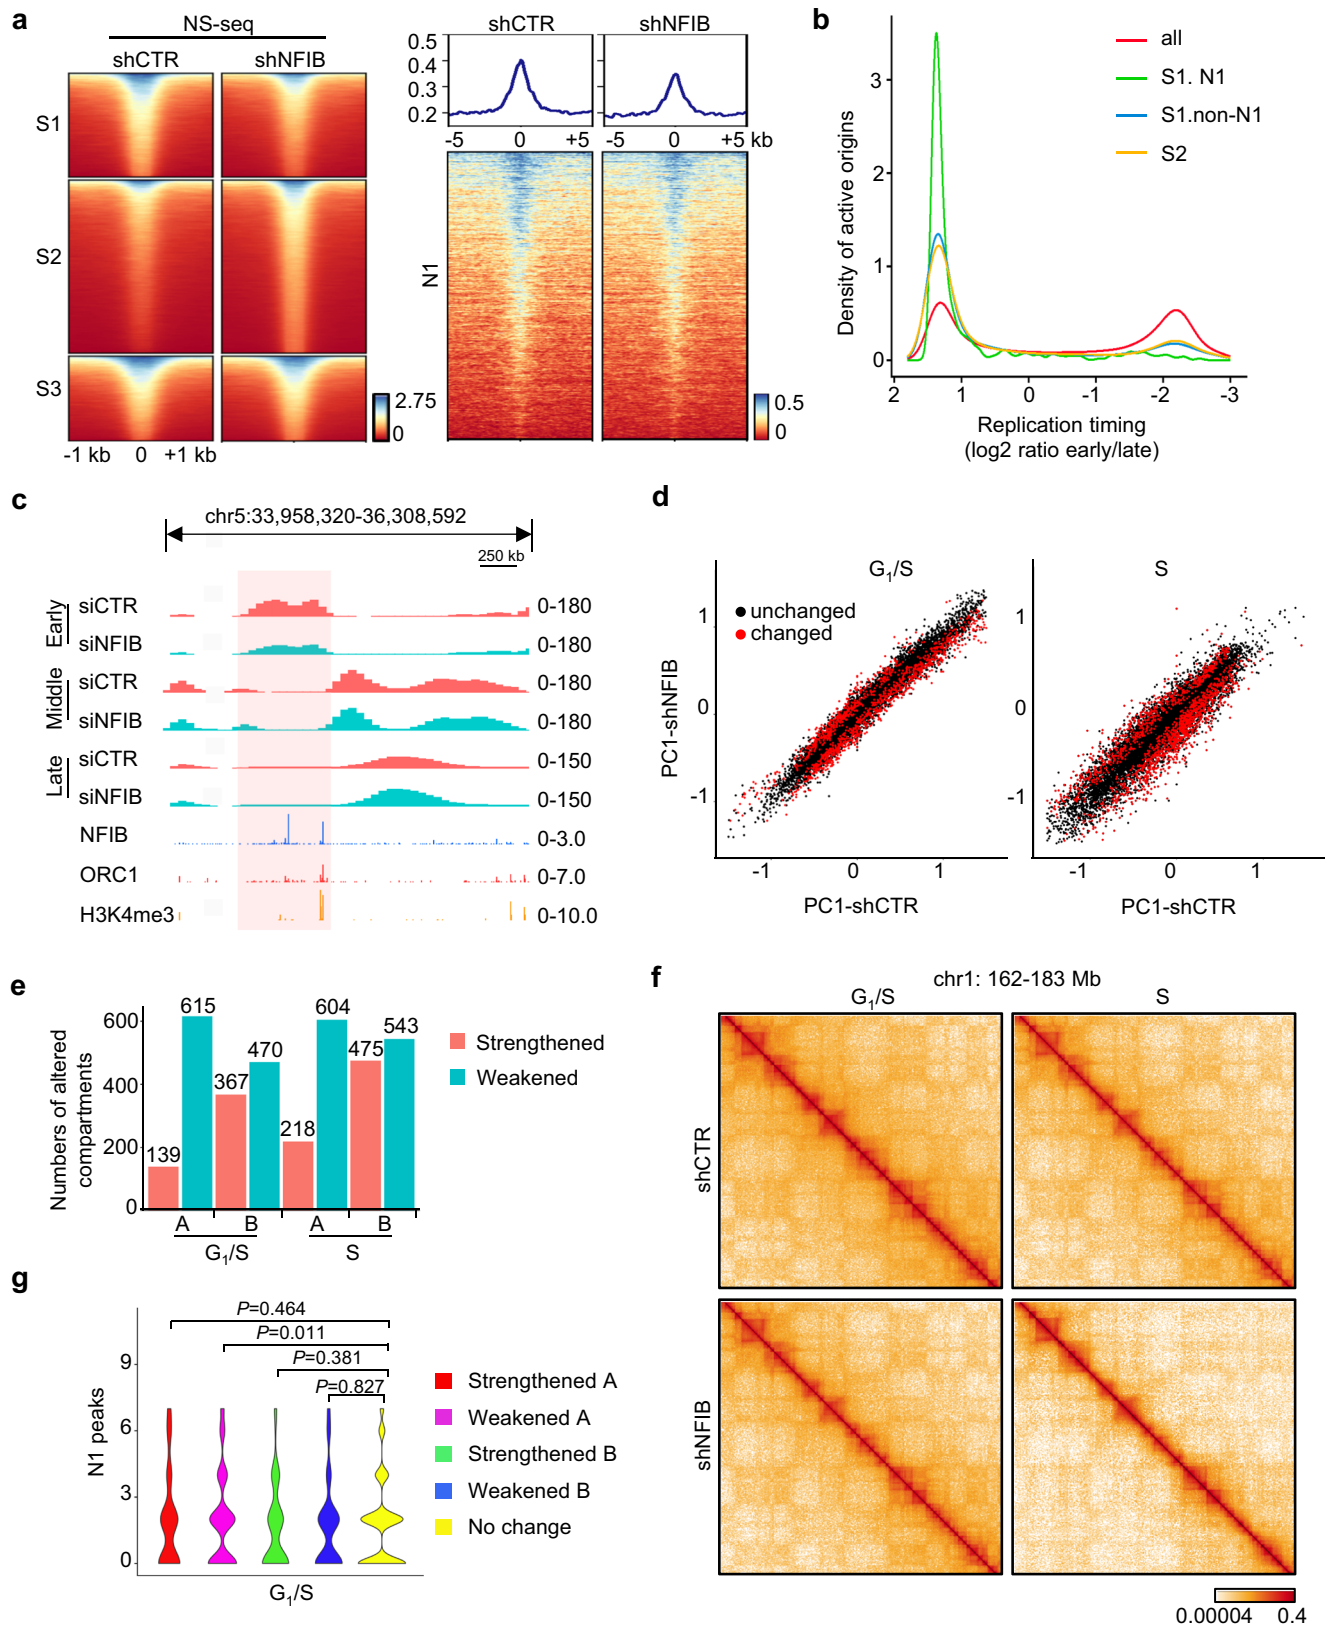 a
NS-seq
shCTR shNFIB
S1
S2
S3
-1 kb 0 +1 kb
2.75
0
shCTR shNFIB
0.5
0.4
0.3
0.2
-5 0 +5 -5 0 +5 kb
N1
0.5
0
b
Density of active origins
3
2
1
0
2 1 0 -1 -2 -3
Replication timing
(log2 ratio early/late)
all
S1. N1
S1.non-N1
S2
c
chr5:33,958,320-36,308,592
250 kb
Early
siCTR 0-180
siNFIB 0-180
Middle
siCTR 0-180
siNFIB 0-180
Late
siCTR 0-150
siNFIB 0-150
NFIB 0-3.0
ORC1 0-7.0
H3K4me3 0-10.0
d
G1/S S
unchanged
changed
PC1-shNFIB
1
0
-1
-1 0 1
PC1-shCTR
1
0
-1
-1 0 1
PC1-shCTR
e
Numbers of altered
compartments
600
400
200
0
139 615 367 470 218 604 475 543
A B A B
G1/S S
Strengthened
Weakened
f
chr1: 162-183 Mb
G1/S S
shCTR
shNFIB
0.00004 0.4
g
P=0.464
P=0.011
P=0.381
P=0.827
N1 peaks
9
6
3
0
G1/S
Strengthened A
Weakened A
Strengthened B
Weakened B
No change